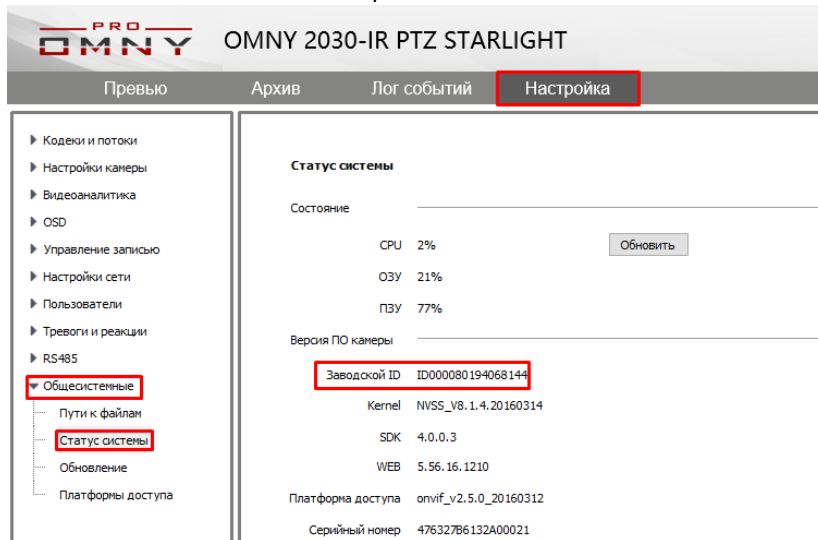 PRO
OMNY
OMNY 2030-IR PTZ STARLIGHT
Превью Архив Лог событий Настройка
Кодеки и потоки
Настройки камеры
Видеоаналитика
OSD
Управление записью
Настройки сети
Пользователи
Тревоги и реакции
RS485
Общесистемные
Пути к файлам
Статус системы
Обновление
Платформы доступа
Статус системы
Состояние
CPU 2% Обновить
ОЗУ 21%
ПЗУ 77%
Версия ПО камеры
Заводской ID ID000080194068144
Kernel NVSS_V8.1.4.20160314
SDK 4.0.0.3
WEB 5.56.16.1210
Платформа доступа onvif_v2.5.0_20160312
Серийный номер 476327B6132A00021